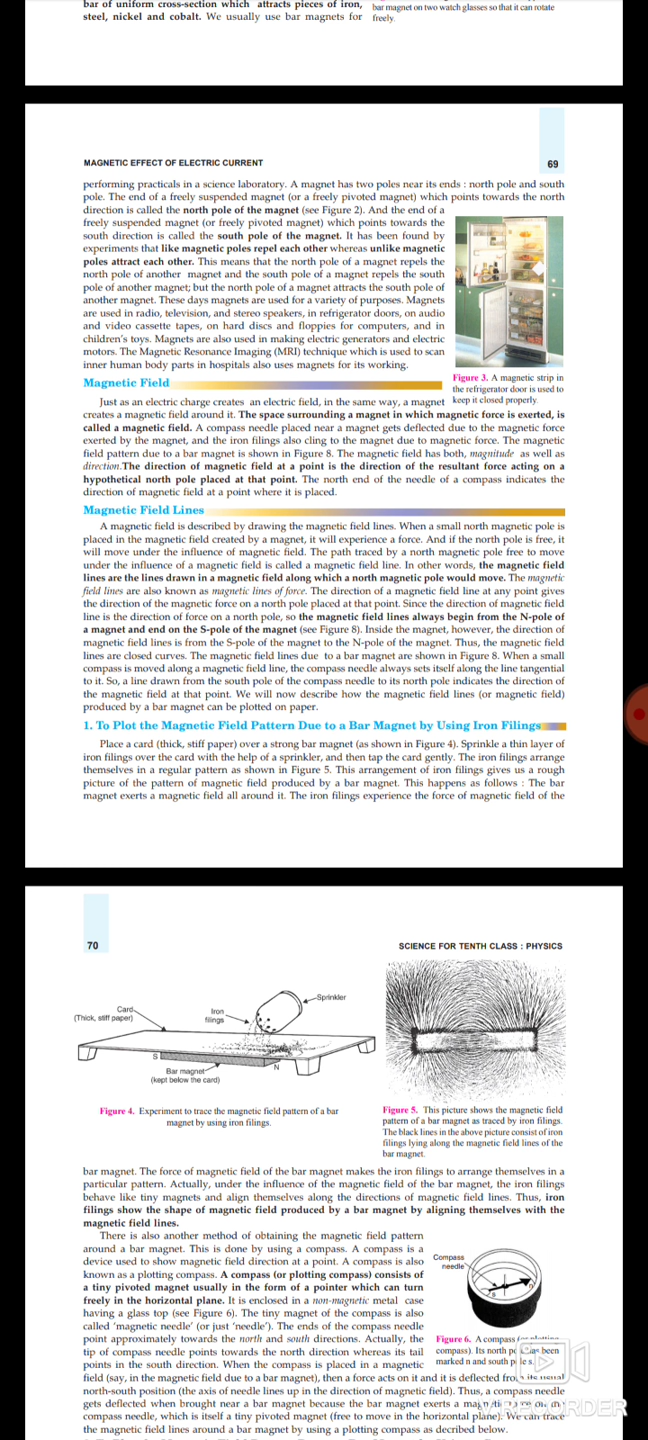 bar of uniform cross-section which attracts pieces of iron,
steel, nickel and cobalt. We usually use bar magnets for
bar magnet on two watch glasses so that it can rotate
freely.
MAGNETIC EFFECT OF ELECTRIC CURRENT
69
performing practicals in a science laboratory. A magnet has two poles near its ends : north pole and south
pole. The end of a freely suspended magnet (or a freely pivoted magnet) which points towards the north
direction is called the north pole of the magnet (see Figure 2). And the end of a
freely suspended magnet (or freely pivoted magnet) which points towards the
south direction is called the south pole of the magnet. It has been found by
experiments that like magnetic poles repel each other whereas unlike magnetic
poles attract each other. This means that the north pole of a magnet repels the
north pole of another magnet and the south pole of a magnet repels the south
pole of another magnet; but the north pole of a magnet attracts the south pole of
another magnet. These days magnets are used for a variety of purposes. Magnets
are used in radio, television, and stereo speakers, in refrigerator doors, on audio
and video cassette tapes, on hard discs and floppies for computers, and in
children's toys. Magnets are also used in making electric generators and electric
motors. The Magnetic Resonance Imaging (MRI) technique which is used to scan
inner human body parts in hospitals also uses magnets for its working.
Figure 3. A magnetic strip in
the refrigerator door is used to
keep it closed properly.
Magnetic Field
Just as an electric charge creates an electric field, in the same way, a magnet
creates a magnetic field around it. The space surrounding a magnet in which magnetic force is exerted, is
called a magnetic field. A compass needle placed near a magnet gets deflected due to the magnetic force
exerted by the magnet, and the iron filings also cling to the magnet due to magnetic force. The magnetic
field pattern due to a bar magnet is shown in Figure 8. The magnetic field has both, magnitude as well as
direction.The direction of magnetic field at a point is the direction of the resultant force acting on a
hypothetical north pole placed at that point. The north end of the needle of a compass indicates the
direction of magnetic field at a point where it is placed.
Magnetic Field Lines
A magnetic field is described by drawing the magnetic field lines. When a small north magnetic pole is
placed in the magnetic field created by a magnet, it will experience a force. And if the north pole is free, it
will move under the influence of magnetic field. The path traced by a north magnetic pole free to move
under the influence of a magnetic field is called a magnetic field line. In other words, the magnetic field
lines are the lines drawn in a magnetic field along which a north magnetic pole would move. The magnetic
field lines are also known as magnetic lines of force. The direction of a magnetic field line at any point gives
the direction of the magnetic force on a north pole placed at that point. Since the direction of magnetic field
line is the direction of force on a north pole, so the magnetic field lines always begin from the N-pole of
a magnet and end on the S-pole of the magnet (see Figure 8). Inside the magnet, however, the direction of
magnetic field lines is from the S-pole of the magnet to the N-pole of the magnet. Thus, the magnetic field
lines are closed curves. The magnetic field lines due to a bar magnet are shown in Figure 8. When a small
compass is moved along a magnetic field line, the compass needle always sets itself along the line tangential
to it. So, a line drawn from the south pole of the compass needle to its north pole indicates the direction of
the magnetic field at that point. We will now describe how the magnetic field lines (or magnetic field)
produced by a bar magnet can be plotted on paper.
1. To Plot the Magnetic Field Pattern Due to a Bar Magnet by Using Iron Filings
Place a card (thick, stiff paper) over a strong bar magnet (as shown in Figure 4). Sprinkle a thin layer of
iron filings over the card with the help of a sprinkler, and then tap the card gently. The iron filings arrange
themselves in a regular pattern as shown in Figure 5. This arrangement of iron filings gives us a rough
picture of the pattern of magnetic field produced by a bar magnet. This happens as follows : The bar
magnet exerts a magnetic field all around it. The iron filings experience the force of magnetic field of the
70
SCIENCE FOR TENTH CLASS : PHYSICS
Sprinkler
Card
(Thick, stiff paper)
Iron
filings
S
Bar magnet
(kept below the card)
N
Figure 4. Experiment to trace the magnetic field pattern of a bar
magnet by using iron filings.
Figure 5. This picture shows the magnetic field
pattern of a bar magnet as traced by iron filings.
The black lines in the above picture consist of iron
filings lying along the magnetic field lines of the
bar magnet.
bar magnet. The force of magnetic field of the bar magnet makes the iron filings to arrange themselves in a
particular pattern. Actually, under the influence of the magnetic field of the bar magnet, the iron filings
behave like tiny magnets and align themselves along the directions of magnetic field lines. Thus, iron
filings show the shape of magnetic field produced by a bar magnet by aligning themselves with the
magnetic field lines.
There is also another method of obtaining the magnetic field pattern
around a bar magnet. This is done by using a compass. A compass is a
device used to show magnetic field direction at a point. A compass is also
known as a plotting compass. A compass (or plotting compass) consists of
a tiny pivoted magnet usually in the form of a pointer which can turn
freely in the horizontal plane. It is enclosed in a non-magnetic metal case
having a glass top (see Figure 6). The tiny magnet of the compass is also
called 'magnetic needle' (or just 'needle'). The ends of the compass needle
point approximately towards the north and south directions. Actually, the
tip of compass needle points towards the north direction whereas its tail
points in the south direction. When the compass is placed in a magnetic
Compass
needle
S
Figure 6. A compass (or plotting
compass). Its north pole has been
marked n and south pole s.
field (say, in the magnetic field due to a bar magnet), then a force acts on it and it is deflected from its usual
north-south position (the axis of needle lines up in the direction of magnetic field). Thus, a compass needle
gets deflected when brought near a bar magnet because the bar magnet exerts a magnetic force on the
compass needle, which is itself a tiny pivoted magnet (free to move in the horizontal plane). We can trace
the magnetic field lines around a bar magnet by using a plotting compass as decribed below.
V RECORDER